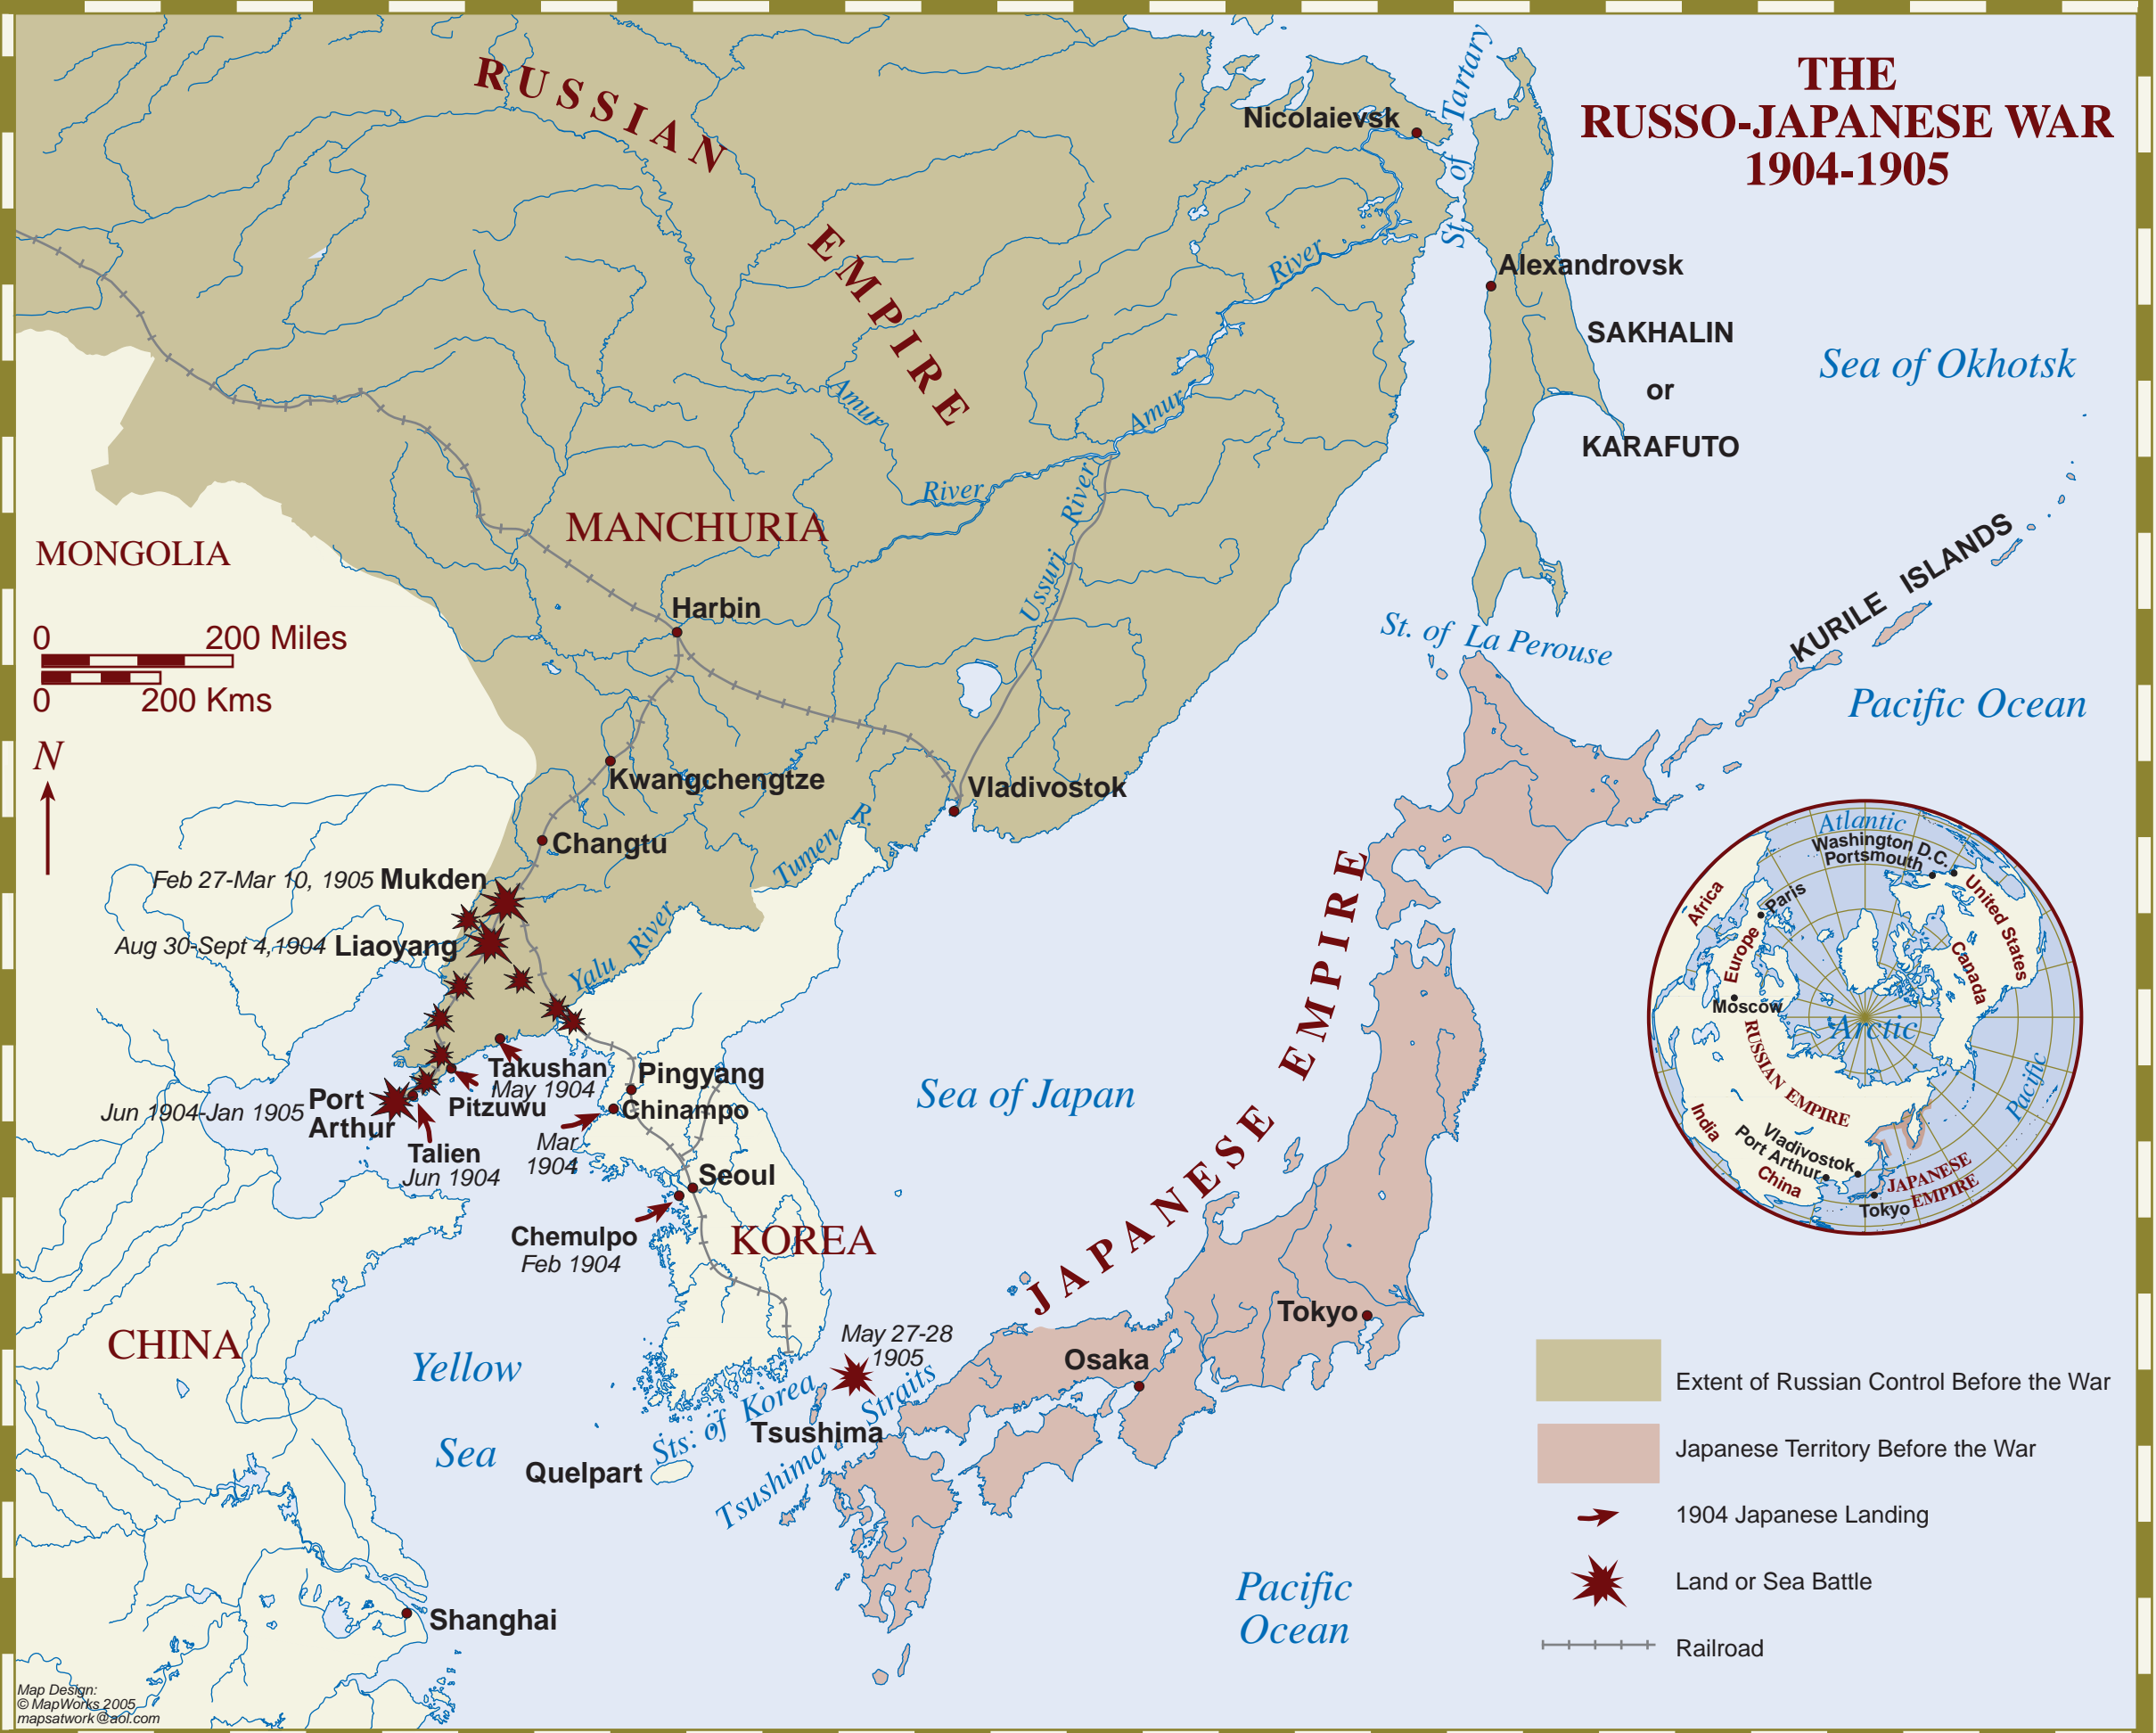 THE
RUSSO-JAPANESE WAR
1904-1905
RUSSIAN
EMPIRE
Nicolaievsk
St. of Tartary
Alexandrovsk
SAKHALIN
or
KARAFUTO
Sea of Okhotsk
River
Amur
Amur
River
Ussuri River
MANCHURIA
MONGOLIA
0 200 Miles
0 200 Kms
N
Harbin
St. of La Perouse
KURILE ISLANDS
Pacific Ocean
Kwangchengtze
Vladivostok
Changtu
Tumen R.
Feb 27-Mar 10, 1905 Mukden
Aug 30-Sept 4,1904 Liaoyang
Yalu River
Takushan
May 1904
Pitzuwu
Jun 1904-Jan 1905
Port
Arthur
Talien
Jun 1904
Pingyang
Chinampo
Mar
1904
Seoul
Chemulpo
Feb 1904
KOREA
Sea of Japan
JAPANESE EMPIRE
CHINA
Yellow
Sea
May 27-28
1905
Sts. of Korea
Tsushima
Tsushima Straits
Quelpart
Osaka
Tokyo
Shanghai
Pacific
Ocean
Atlantic
Washington D.C.
Portsmouth
Africa
Paris
Europe
United States
Canada
Moscow
Arctic
RUSSIAN EMPIRE
Pacific
India
Vladivostok
Port Arthur
China
JAPANESE
EMPIRE
Tokyo
Extent of Russian Control Before the War
Japanese Territory Before the War
1904 Japanese Landing
Land or Sea Battle
Railroad
Map Design:
© MapWorks 2005
mapsatwork@aol.com